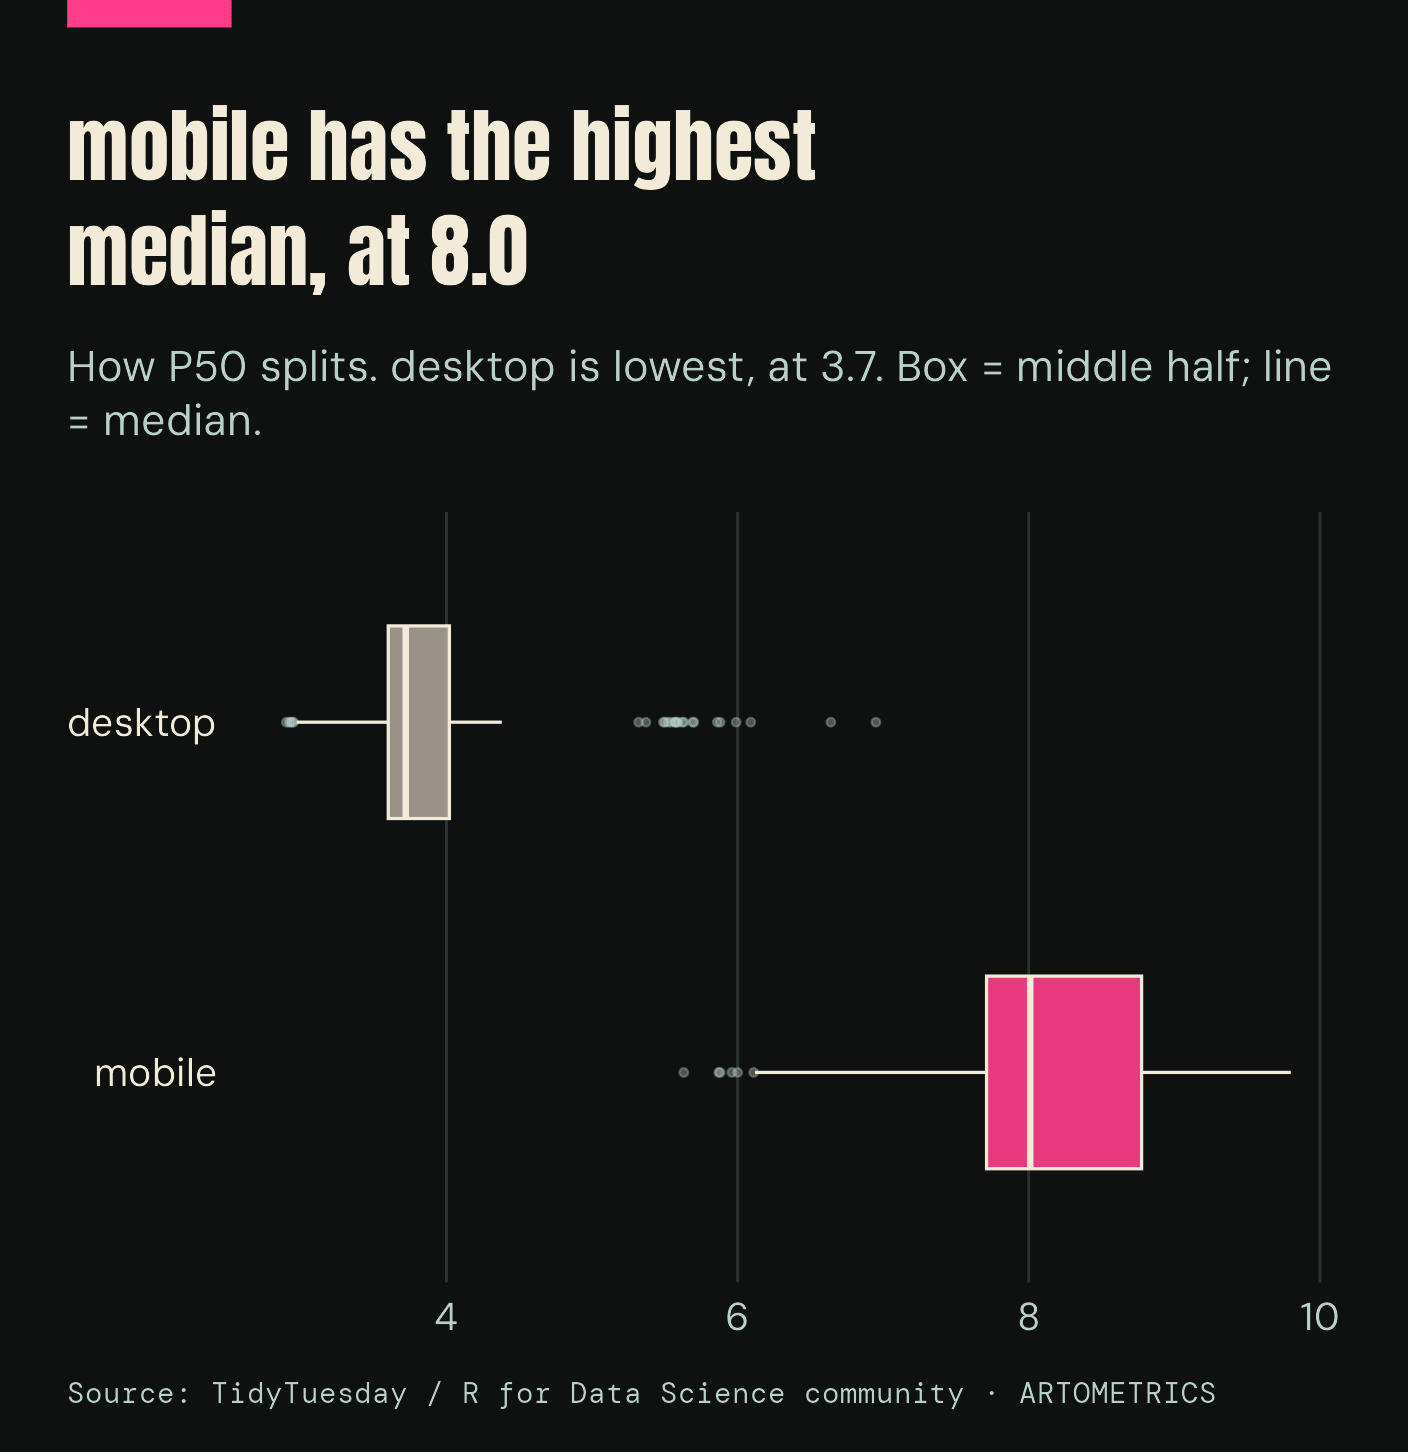 mobile has the highest
median, at 8.0
How P50 splits. desktop is lowest, at 3.7. Box = middle half; line
= median.
desktop
mobile
4 6 8 10
Source: TidyTuesday / R for Data Science community · ARTOMETRICS